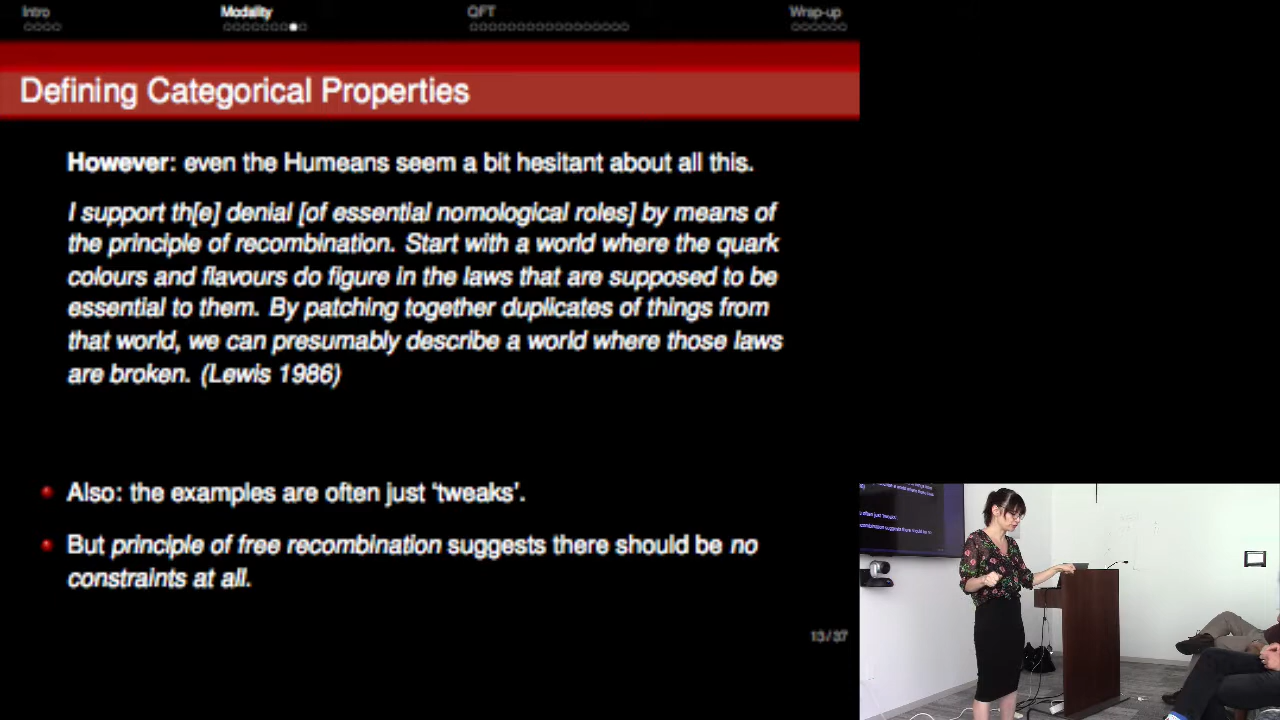 Intro
Modality
QFT
Wrap-up
Defining Categorical Properties
However: even the Humeans seem a bit hesitant about all this.
I support th[e] denial [of essential nomological roles] by means of
the principle of recombination. Start with a world where the quark
colours and flavours do figure in the laws that are supposed to be
essential to them. By patching together duplicates of things from
that world, we can presumably describe a world where those laws
are broken. (Lewis 1986)
Also: the examples are often just ‘tweaks’.
But principle of free recombination suggests there should be no
constraints at all.
13/37